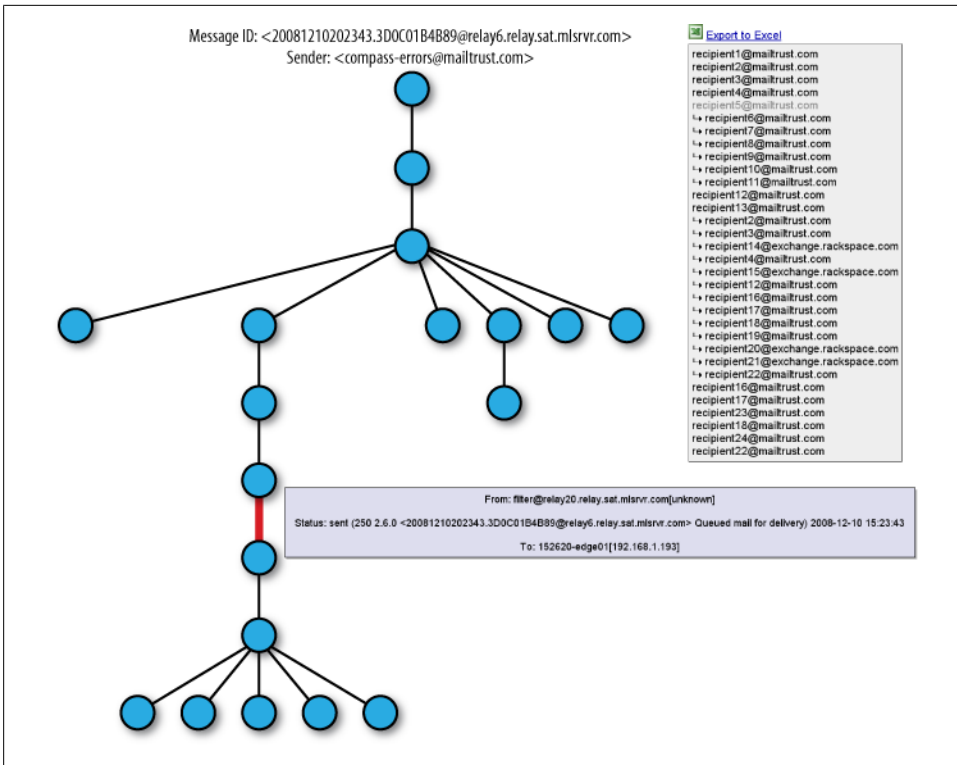 Message ID: <20081210202343.3D0C01B4B89@relay6.relay.sat.mlsrvr.com>
Sender: <compass-errors@mailtrust.com>
Export to Excel
recipient1@mailtrust.com
recipient2@mailtrust.com
recipient3@mailtrust.com
recipient4@mailtrust.com
recipient5@mailtrust.com
↳ recipient6@mailtrust.com
↳ recipient7@mailtrust.com
↳ recipient8@mailtrust.com
↳ recipient9@mailtrust.com
↳ recipient10@mailtrust.com
↳ recipient11@mailtrust.com
recipient12@mailtrust.com
recipient13@mailtrust.com
↳ recipient2@mailtrust.com
↳ recipient3@mailtrust.com
↳ recipient14@exchange.rackspace.com
↳ recipient4@mailtrust.com
↳ recipient15@exchange.rackspace.com
↳ recipient12@mailtrust.com
↳ recipient16@mailtrust.com
↳ recipient17@mailtrust.com
↳ recipient18@mailtrust.com
↳ recipient19@mailtrust.com
↳ recipient20@exchange.rackspace.com
↳ recipient21@exchange.rackspace.com
↳ recipient22@mailtrust.com
recipient16@mailtrust.com
recipient17@mailtrust.com
recipient23@mailtrust.com
recipient18@mailtrust.com
recipient24@mailtrust.com
recipient22@mailtrust.com
From: filter@relay20.relay.sat.mlsrvr.com[unknown]
Status: sent (250 2.6.0 <20081210202343.3D0C01B4B89@relay6.relay.sat.mlsrvr.com> Queued mail for delivery) 2008-12-10 15:23:43
To: 152620-edge01[192.168.1.193]